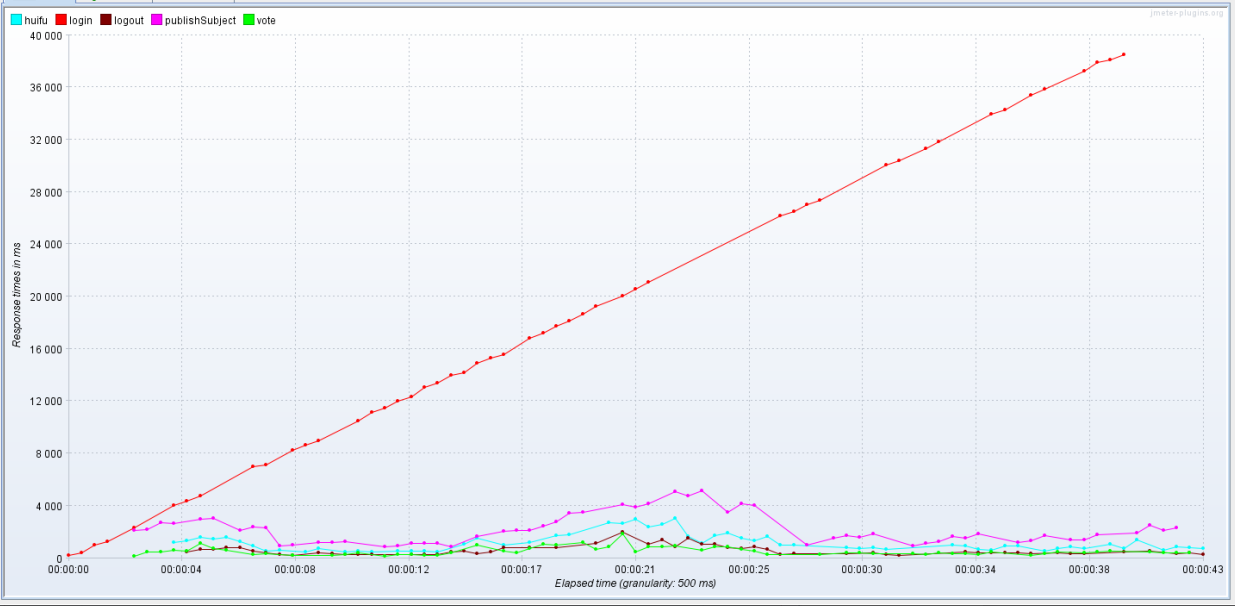 huifu login logout publishSubject vote
jmeter-plugins.org
40 000
36 000
32 000
28 000
24 000
20 000
16 000
12 000
8 000
4 000
0
Response times in ms
00:00:00 00:00:04 00:00:08 00:00:12 00:00:17 00:00:21 00:00:25 00:00:30 00:00:34 00:00:38 00:00:43
Elapsed time (granularity: 500 ms)